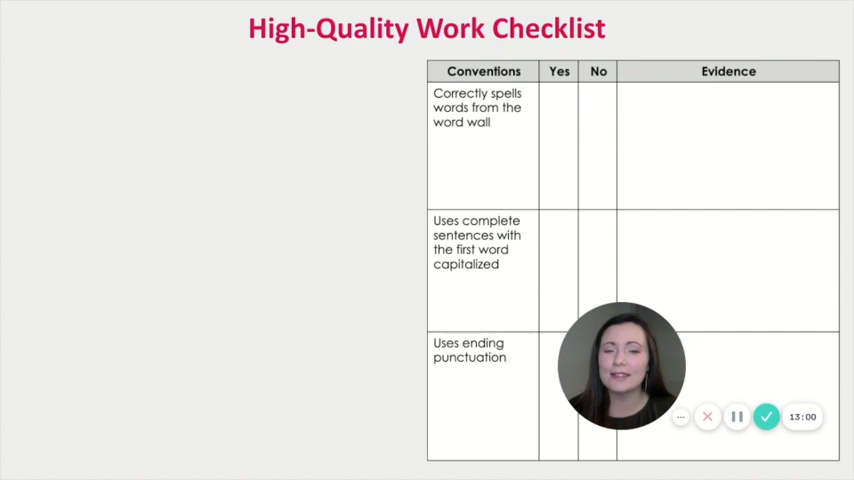 High-Quality Work Checklist
Conventions Yes No Evidence
Correctly spells
words from the
word wall
Uses complete
sentences with
the first word
capitalized
Uses ending
punctuation
13:00